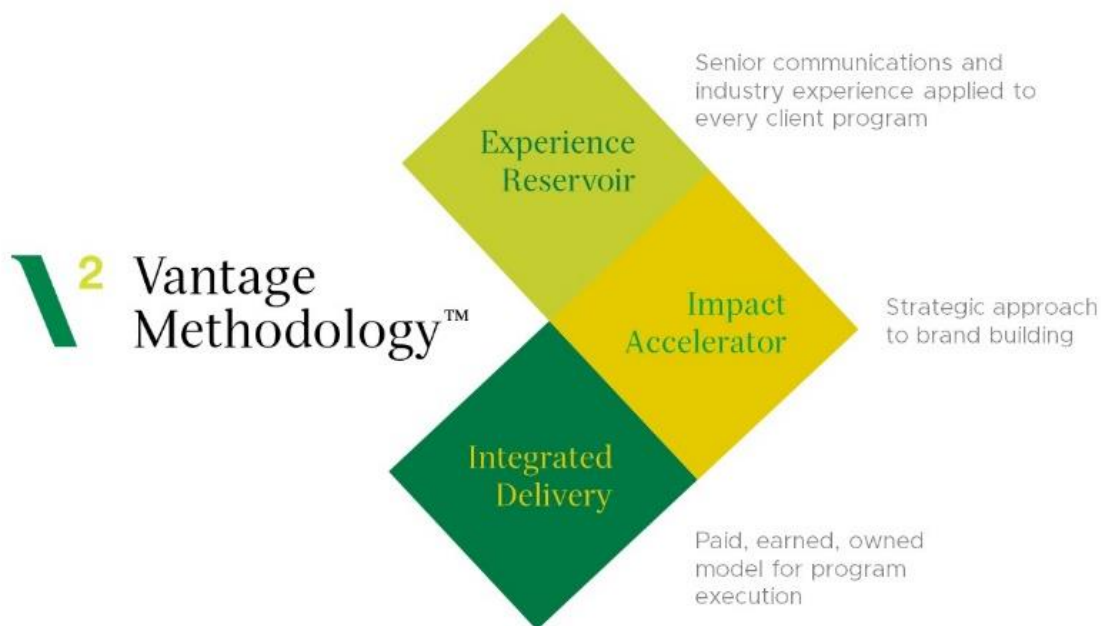 Senior communications and
industry experience applied to
every client program
Experience
Reservoir
\2 Vantage
Methodology™
Impact
Accelerator
Strategic approach
to brand building
Integrated
Delivery
Paid, earned, owned
model for program
execution